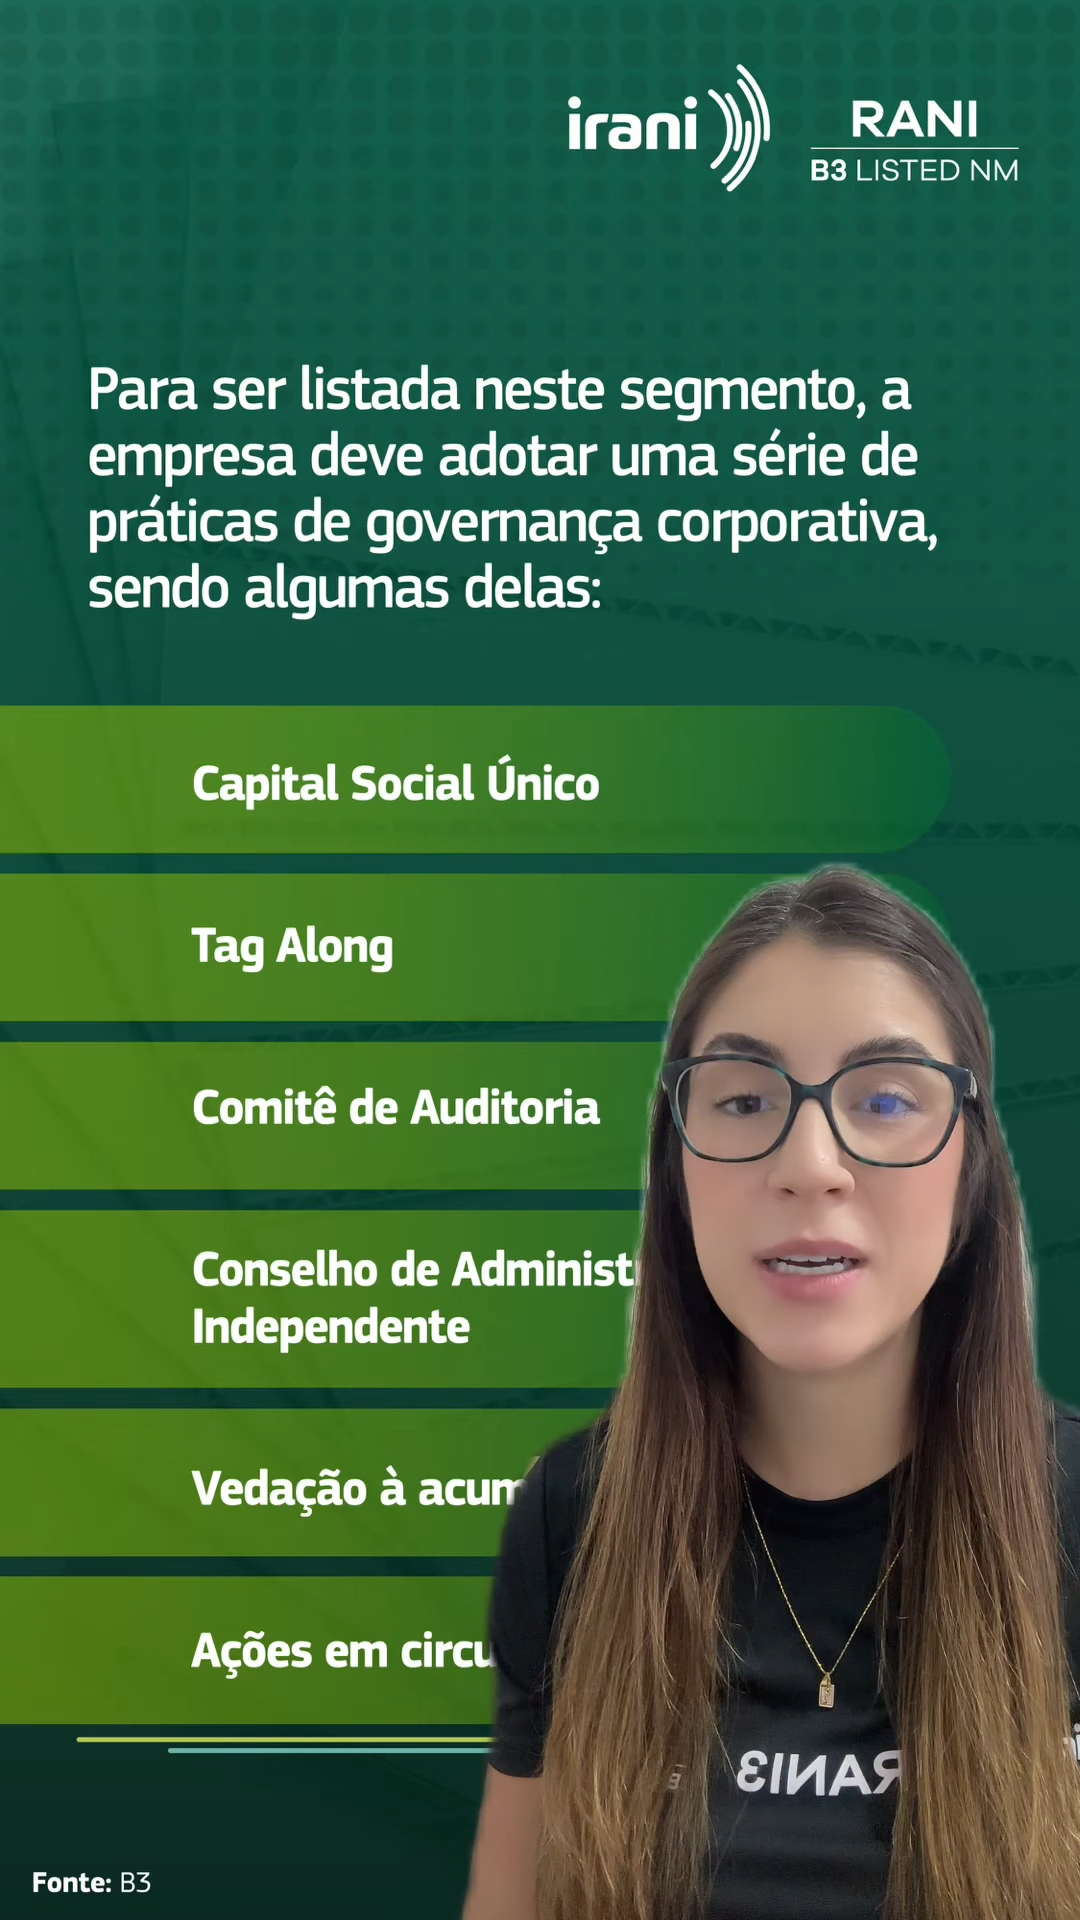 irani
RANI
B3 LISTED NM
Para ser listada neste segmento, a
empresa deve adotar uma série de
práticas de governança corporativa,
sendo algumas delas:
Capital Social Único
Tag Along
Comitê de Auditoria
Conselho de Administ
Independente
Vedação à acum
Ações em circu
RANI3
Fonte: B3